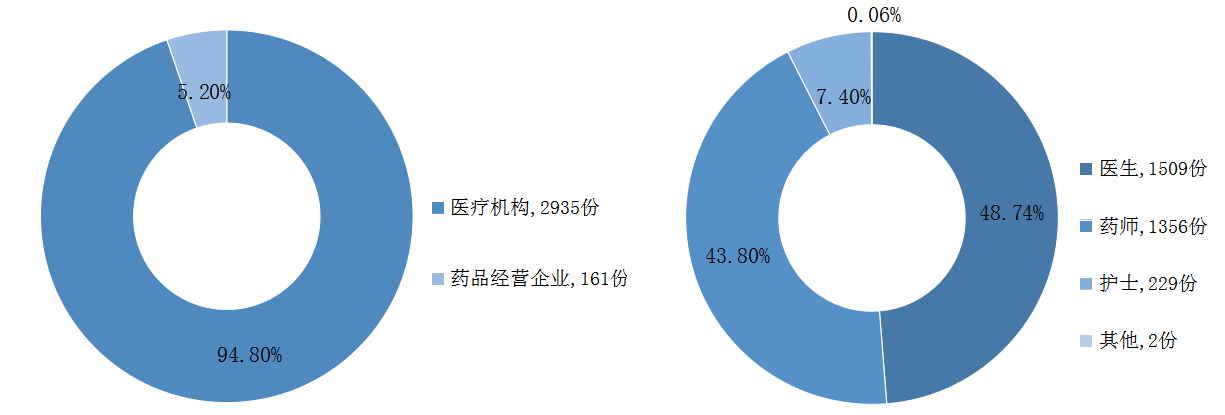 5.20%
94.80%
医疗机构,2935份
药品经营企业,161份
0.06%
7.40%
48.74%
43.80%
医生,1509份
药师,1356份
护士,229份
其他,2份